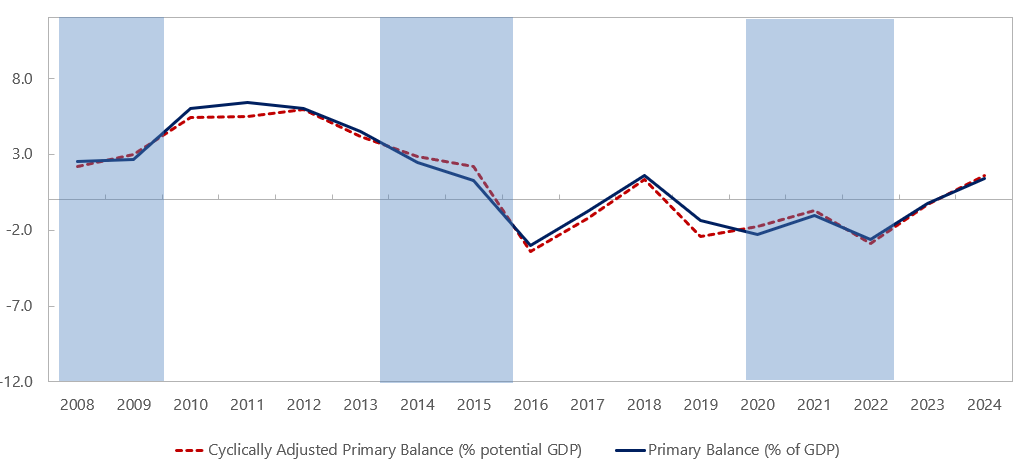 8.0
3.0
-2.0
-7.0
-12.0
2008 2009 2010 2011 2012 2013 2014 2015 2016 2017 2018 2019 2020 2021 2022 2023 2024
Cyclically Adjusted Primary Balance (% potential GDP) Primary Balance (% of GDP)